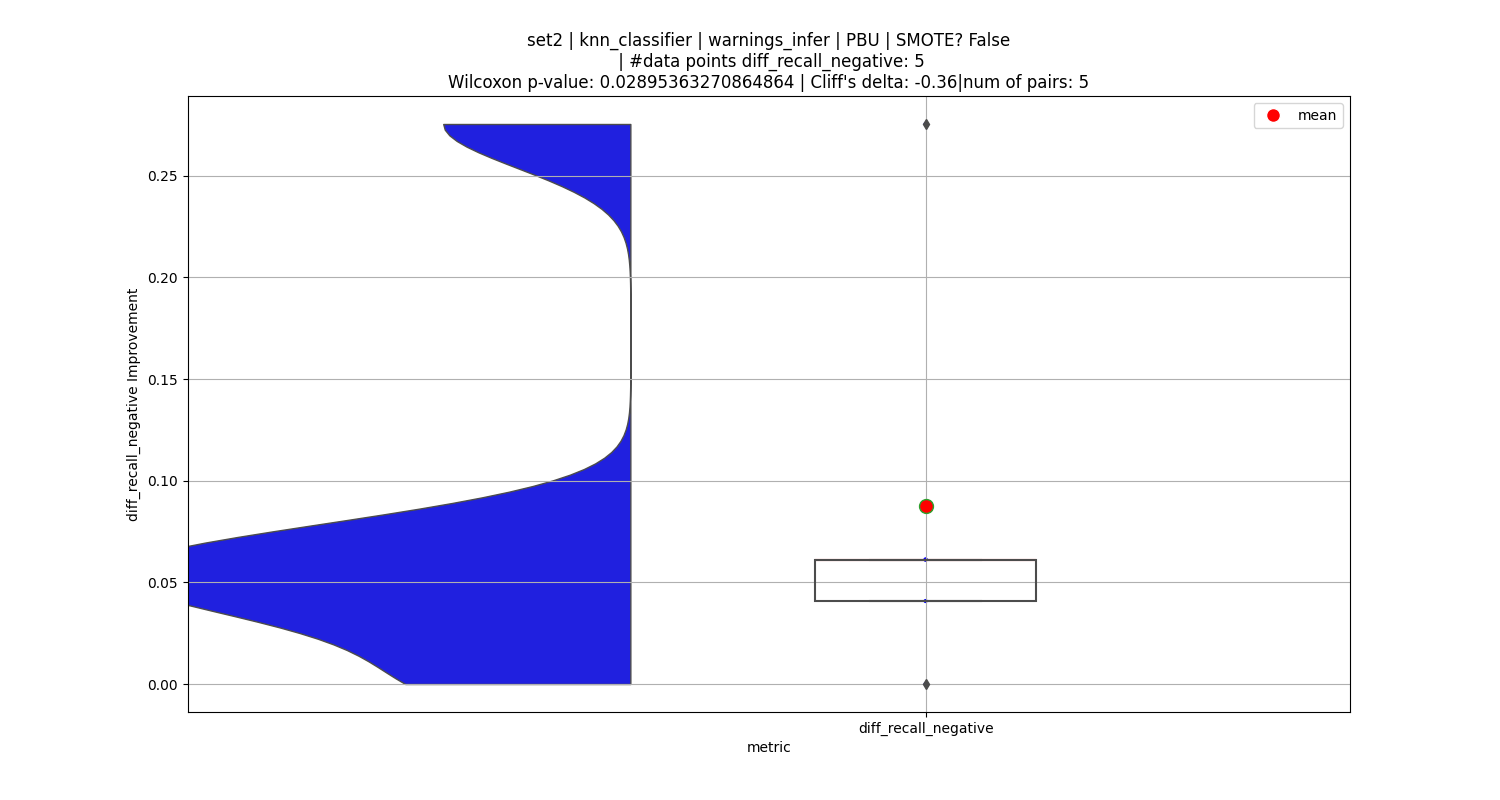 set2 | knn_classifier | warnings_infer | PBU | SMOTE? False
| #data points diff_recall_negative: 5
Wilcoxon p-value: 0.02895363270864864 | Cliff's delta: -0.36|num of pairs: 5
mean
0.25
0.20
0.15
0.10
0.05
0.00
diff_recall_negative Improvement
diff_recall_negative
metric